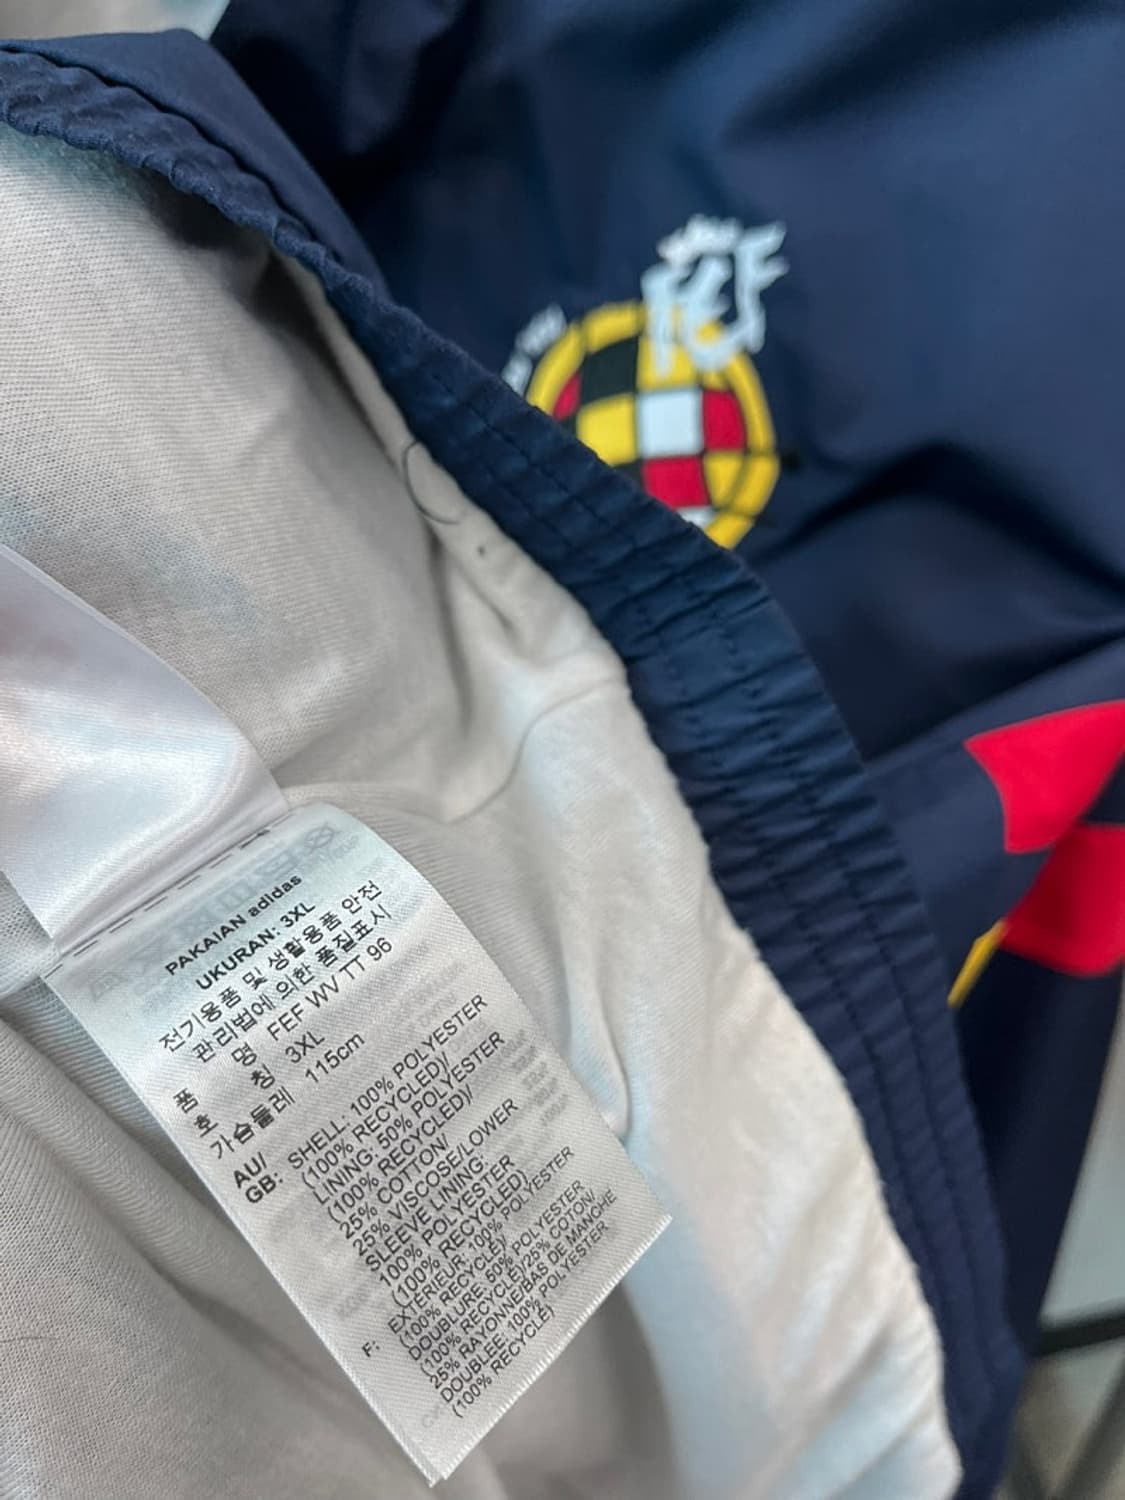 PAKAIAN adidas
UKURAN: 3XL
전기용품 및 생활용품 안전
관리법에 의한 품질표시
품 명 FEF WV TT 96
호 칭 3XL
가슴둘레 115cm
AU/
GB: SHELL: 100% POLYESTER
(100% RECYCLED)/
LINING: 50% POLYESTER
(100% RECYCLED)/
25% COTTON/
25% VISCOSE/LOWER
SLEEVE LINING:
100% POLYESTER
(100% RECYCLED)
F: EXTÉRIEUR: 100% POLYESTER
(100% RECYCLÉ)/
DOUBLURE: 50% POLYESTER
(100% RECYCLÉ)/25% COTON/
25% RAYONNE/BAS DE MANCHE
DOUBLÉE: 100% POLYESTER
(100% RECYCLÉ)